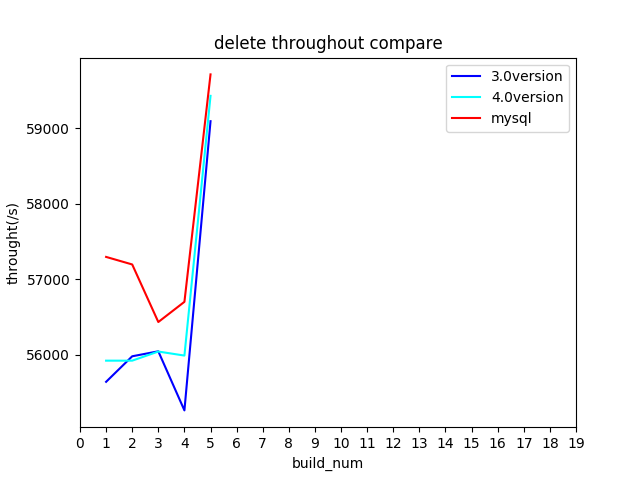 delete throughout compare
3.0version
4.0version
mysql
59000
58000
57000
56000
throught(/s)
0 1 2 3 4 5 6 7 8 9 10 11 12 13 14 15 16 17 18 19
build_num